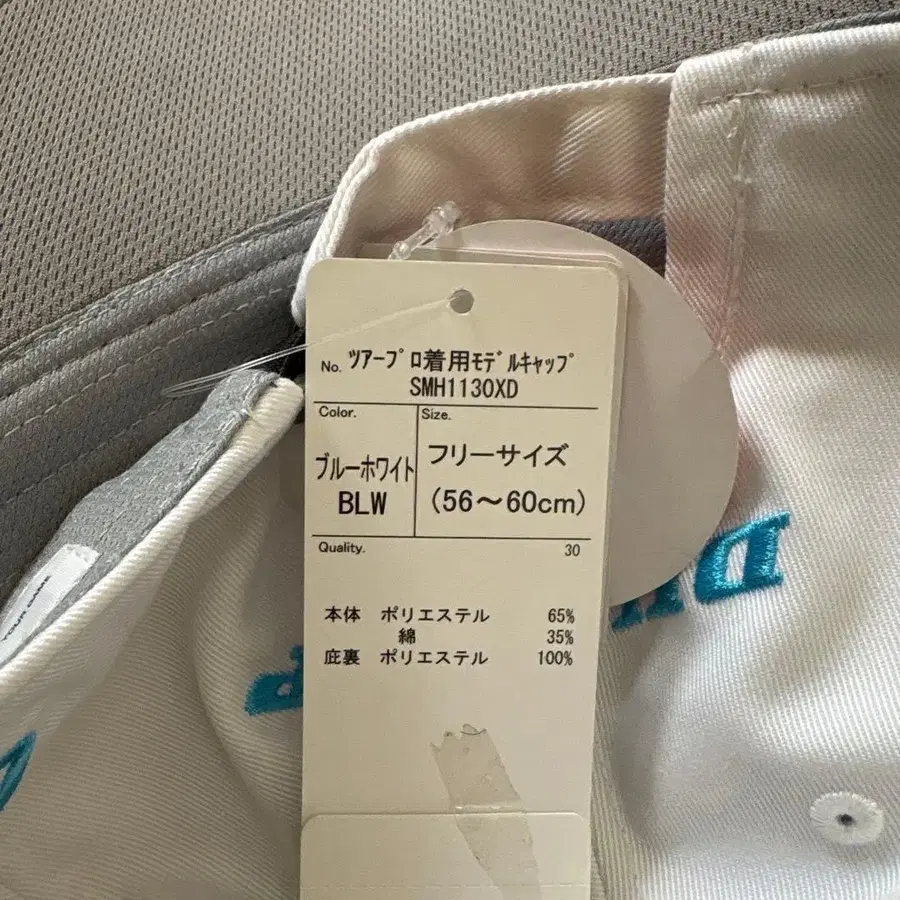 No. ツアープロ着用ﾓﾃﾞﾙｷｬｯﾌﾟ
SMH1130XD
Color.
Size.
ブルーホワイト
BLW
フリーサイズ
(56〜60cm)
Quality.
30
本体 ポリエステル 65%
綿 35%
庇裏 ポリエステル 100%
YOUR GAME